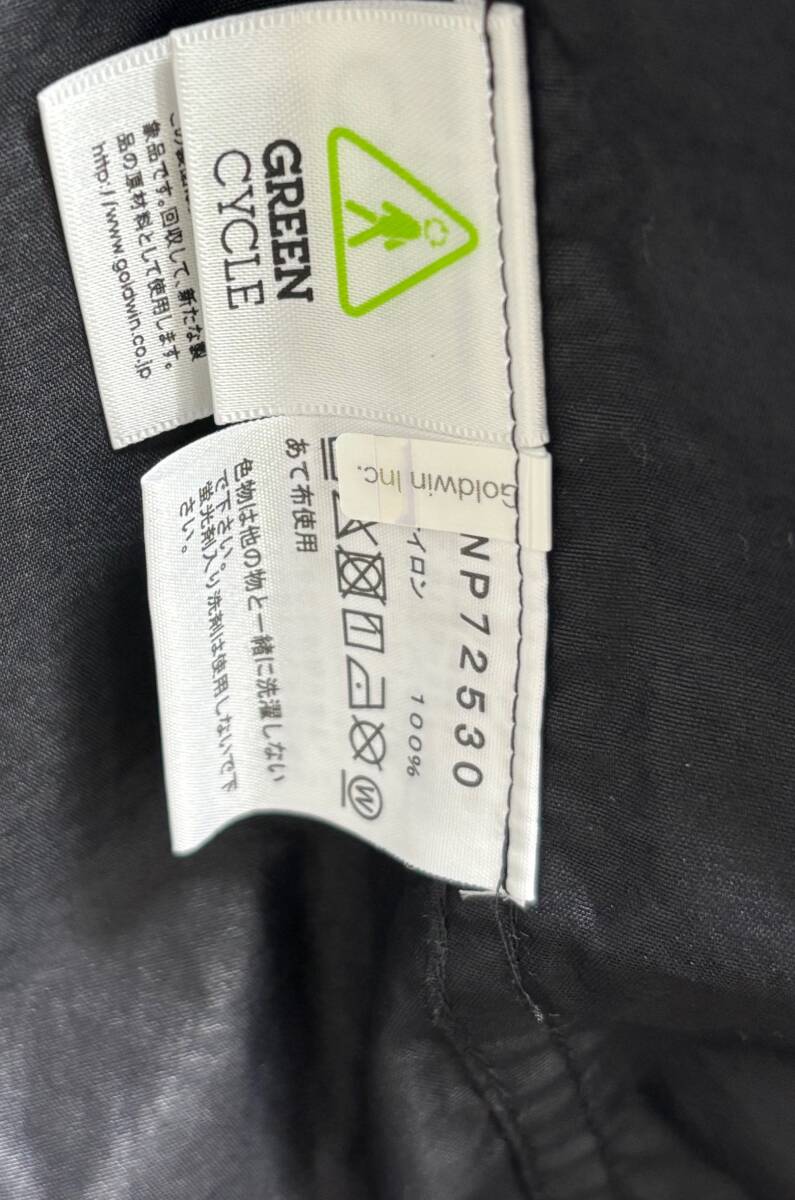 GREEN
CYCLE
象品です。回収して、新たな製
品の原材料として使用します。
http://www.goldwin.co.jp
Goldwin Inc.
NP72530
イロン 100%
W
あて布使用
色物は他の物と一緒に洗濯しない
で下さい。
蛍光剤入り洗剤は使用しないで下
さい。